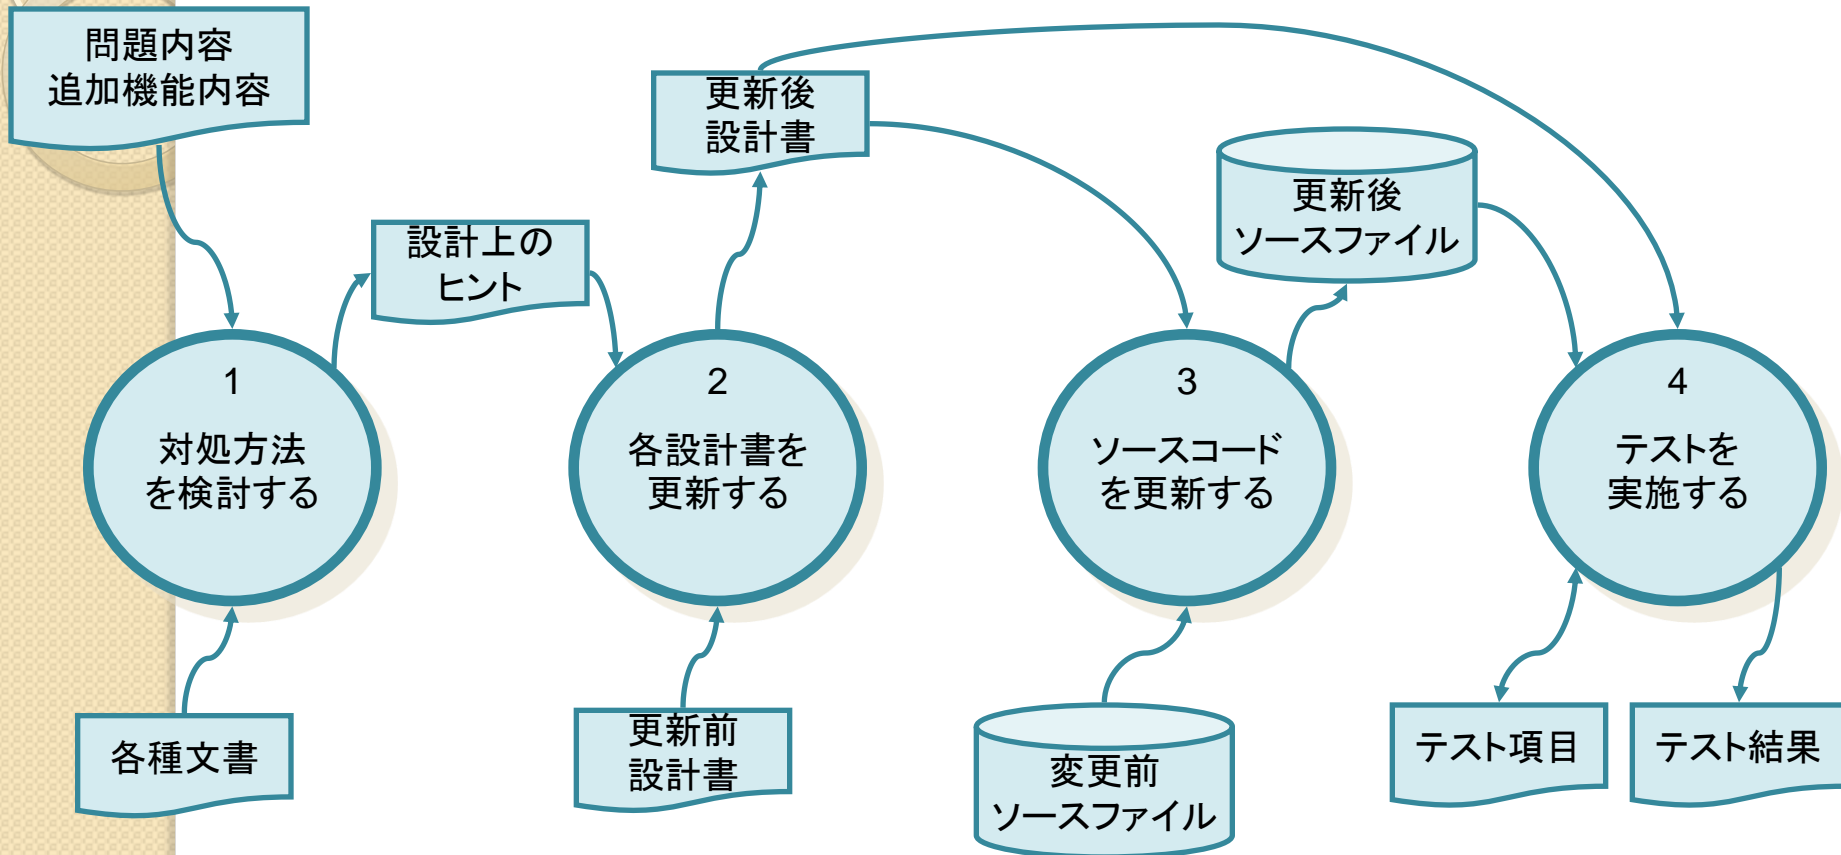 問題内容
追加機能内容
更新後
設計書
更新後
ソースファイル
設計上の
ヒント
1
対処方法
を検討する
2
各設計書を
更新する
3
ソースコード
を更新する
4
テストを
実施する
各種文書
更新前
設計書
変更前
ソースファイル
テスト項目
テスト結果